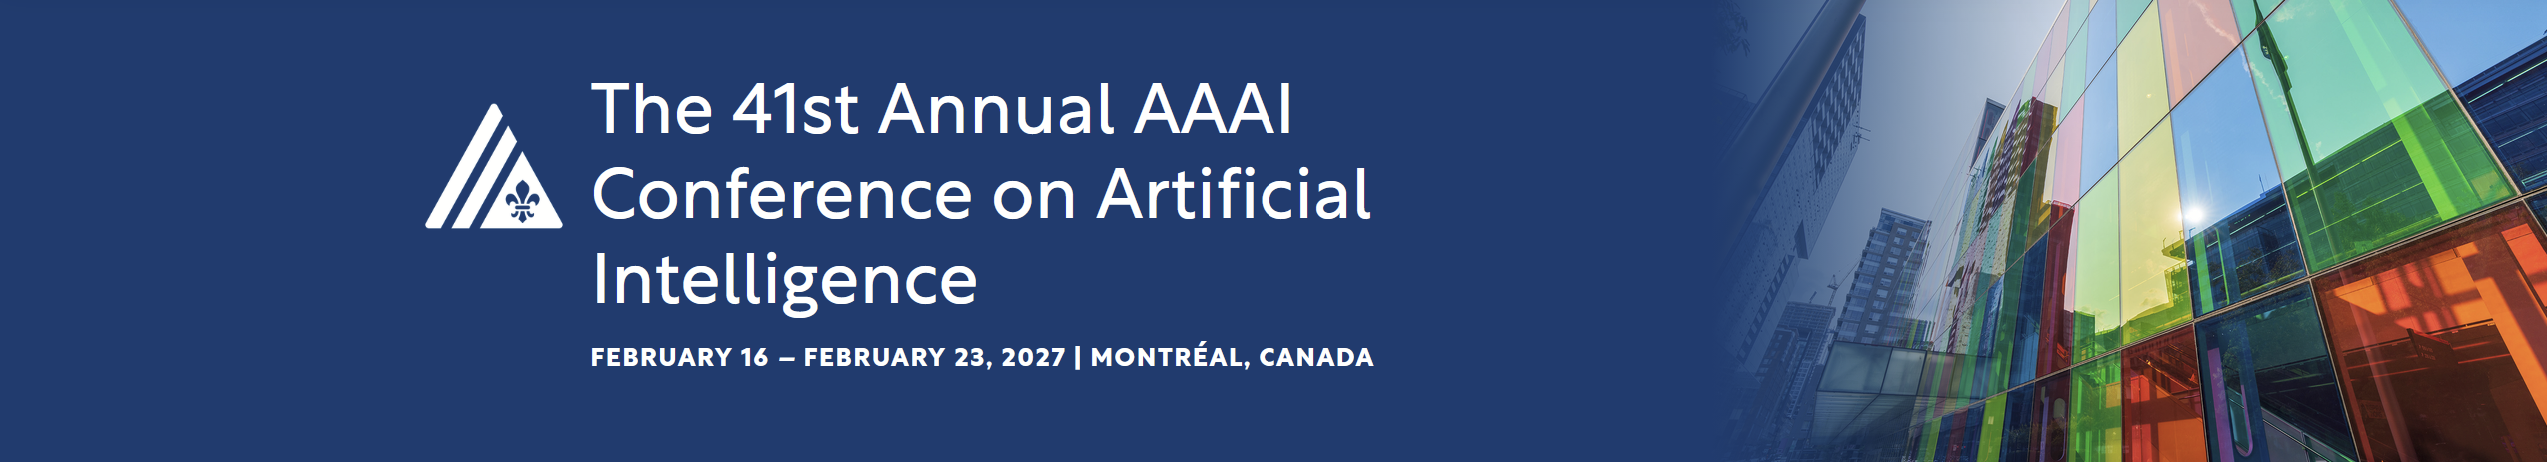 The 41st Annual AAAI
Conference on Artificial
Intelligence
FEBRUARY 16 – FEBRUARY 23, 2027 | MONTRÉAL, CANADA